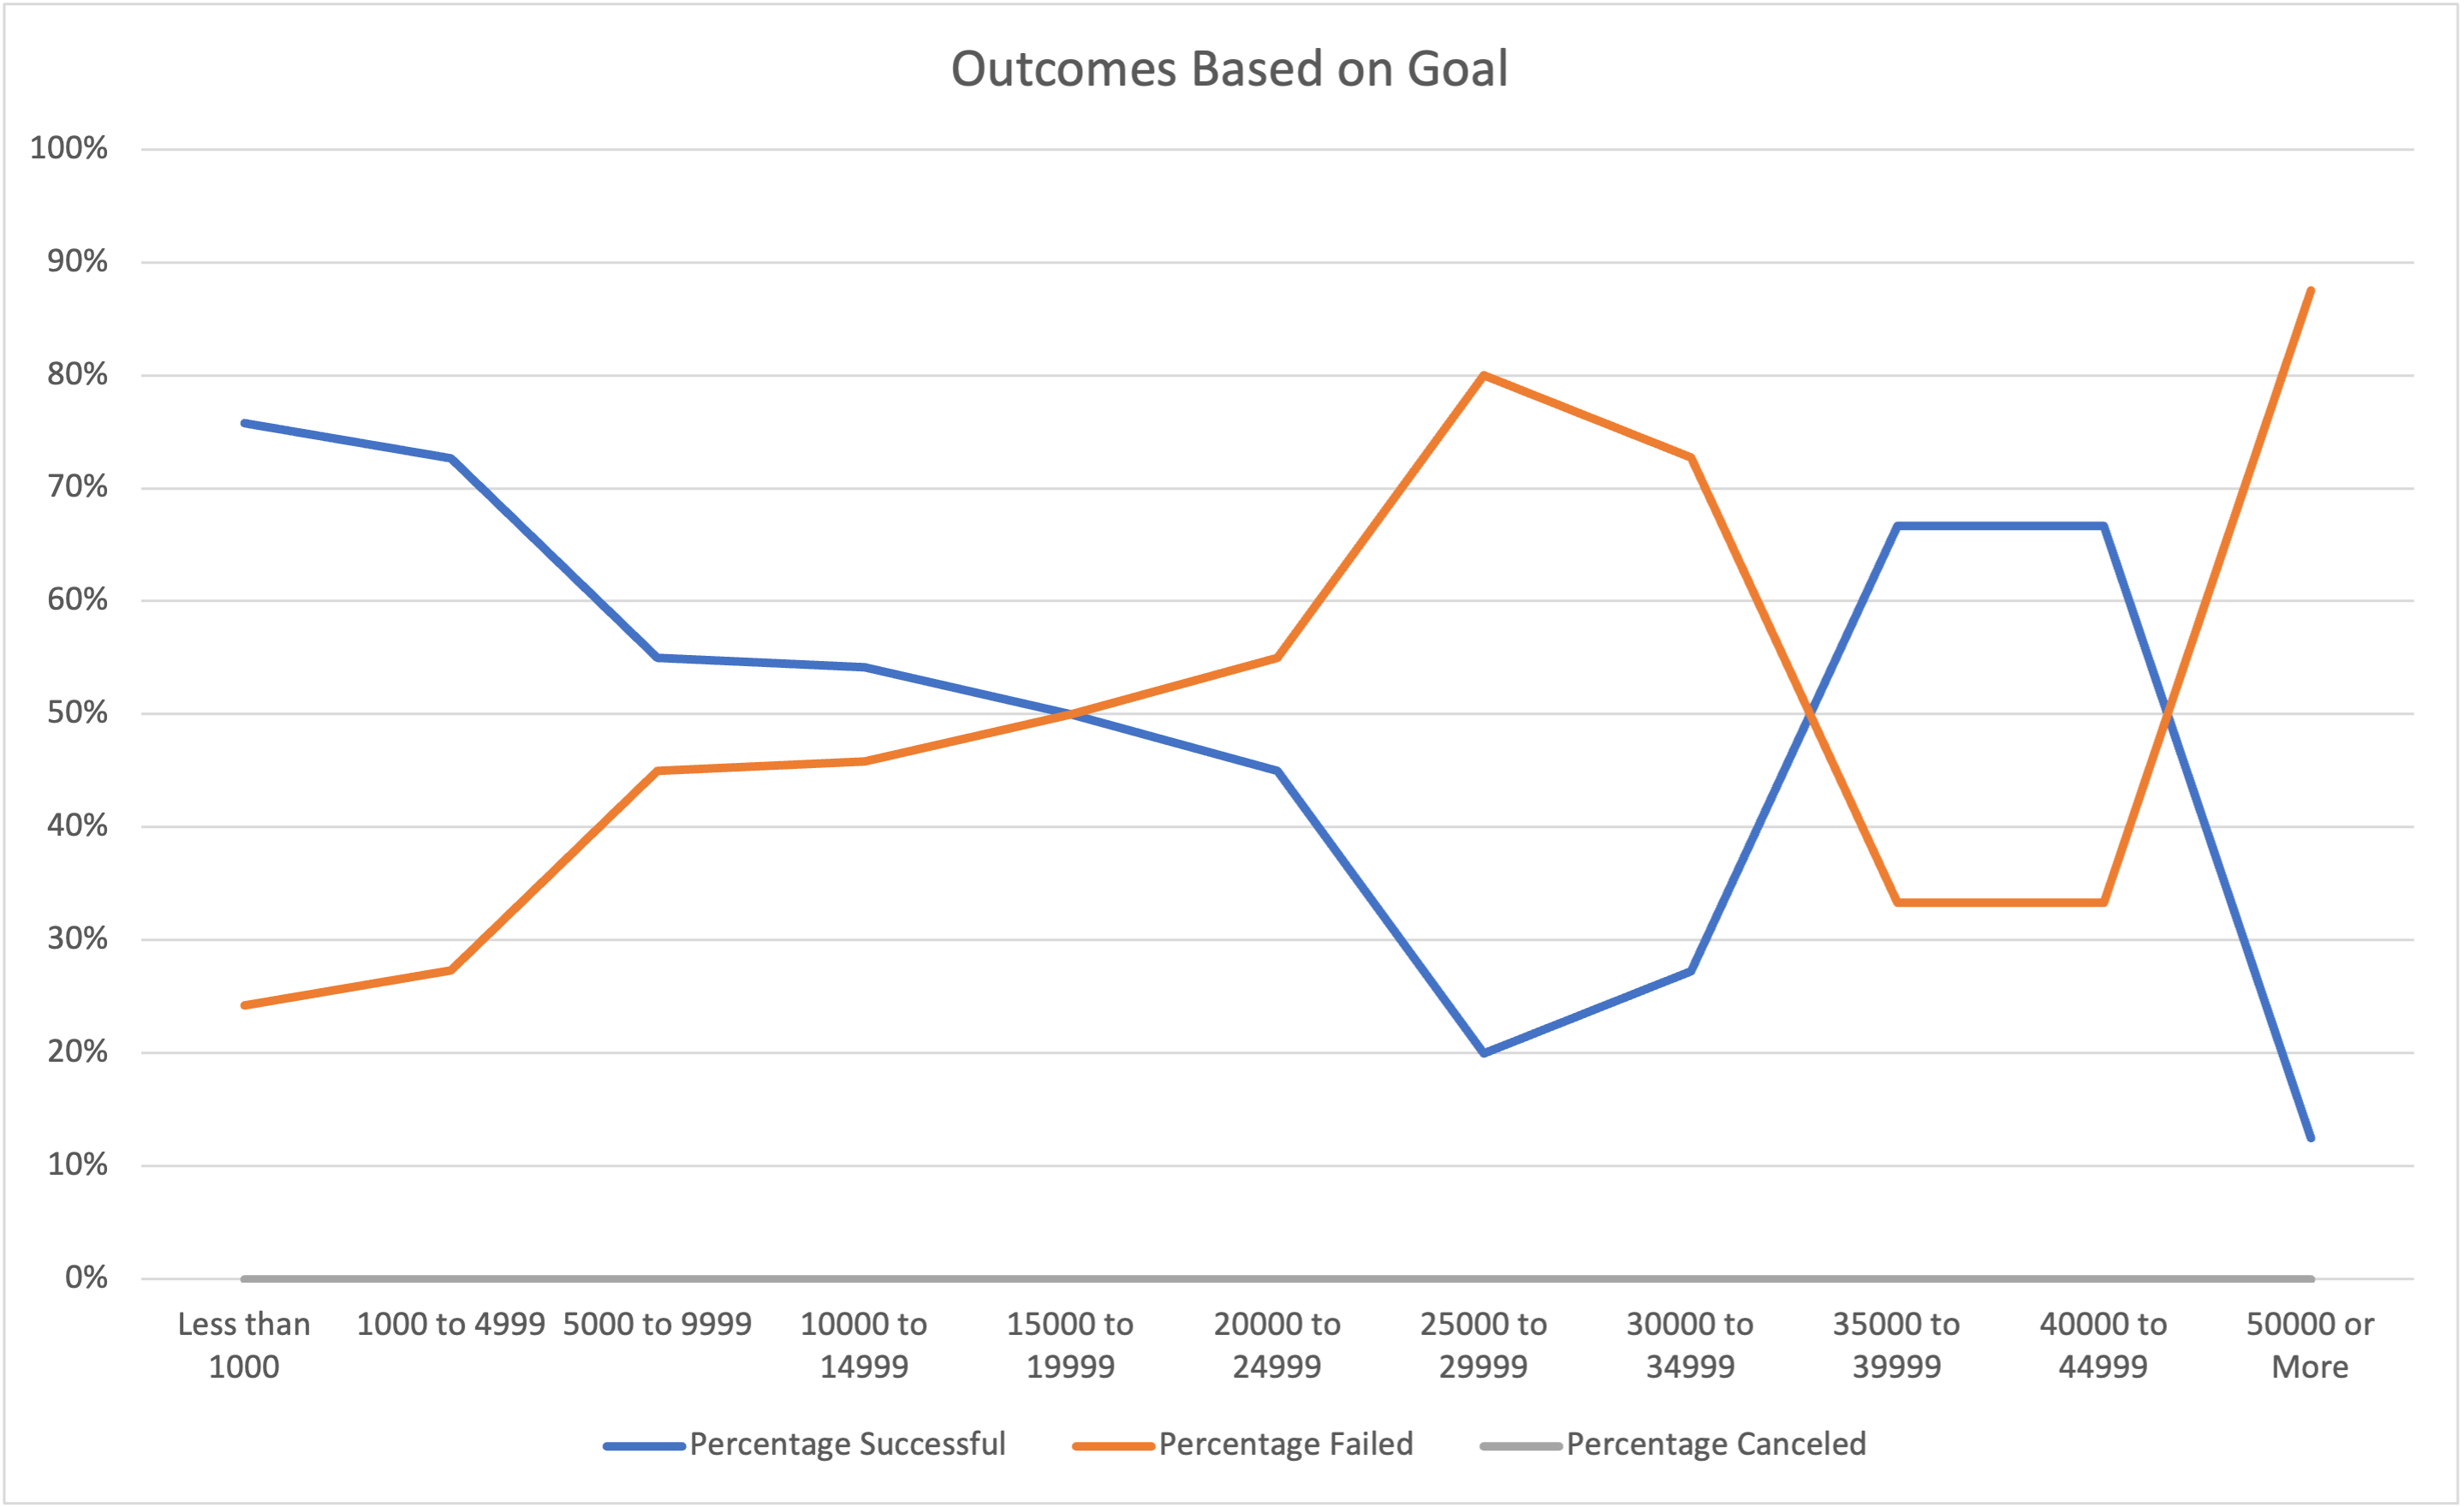 Outcomes Based on Goal
100%
90%
80%
70%
60%
50%
40%
30%
20%
10%
0%
Less than
1000
1000 to 4999
5000 to 9999
10000 to
14999
15000 to
19999
20000 to
24999
25000 to
29999
30000 to
34999
35000 to
39999
40000 to
44999
50000 or
More
Percentage Successful
Percentage Failed
Percentage Canceled